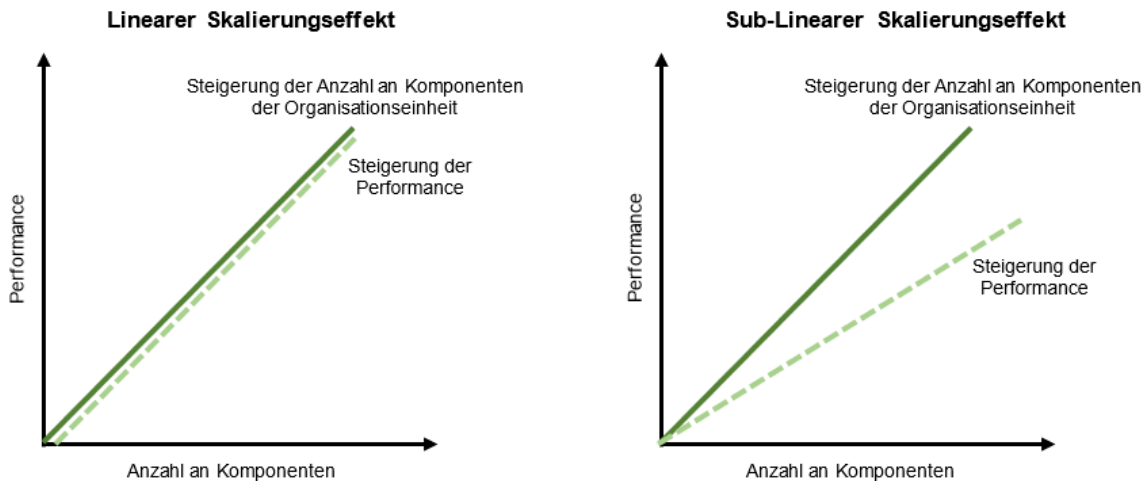 Linearer Skalierungseffekt
Steigerung der Anzahl an Komponenten
der Organisationseinheit
Steigerung der
Performance
Performance
Anzahl an Komponenten
Sub-Linearer Skalierungseffekt
Steigerung der Anzahl an Komponenten
der Organisationseinheit
Steigerung der
Performance
Performance
Anzahl an Komponenten